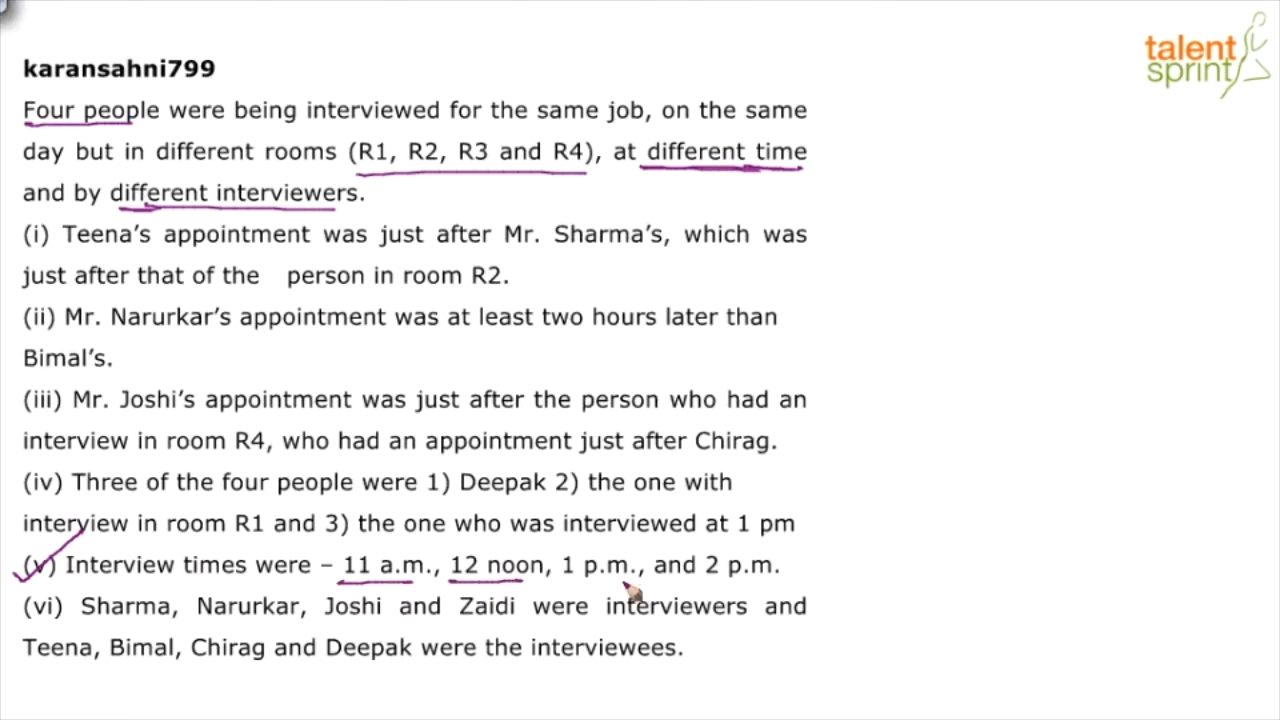 talent
sprint
karansahni799
Four people were being interviewed for the same job, on the same
day but in different rooms (R1, R2, R3 and R4), at different time
and by different interviewers.
(i) Teena’s appointment was just after Mr. Sharma’s, which was
just after that of the person in room R2.
(ii) Mr. Narurkar’s appointment was at least two hours later than
Bimal’s.
(iii) Mr. Joshi’s appointment was just after the person who had an
interview in room R4, who had an appointment just after Chirag.
(iv) Three of the four people were 1) Deepak 2) the one with
interview in room R1 and 3) the one who was interviewed at 1 pm
(v) Interview times were – 11 a.m., 12 noon, 1 p.m., and 2 p.m.
(vi) Sharma, Narurkar, Joshi and Zaidi were interviewers and
Teena, Bimal, Chirag and Deepak were the interviewees.